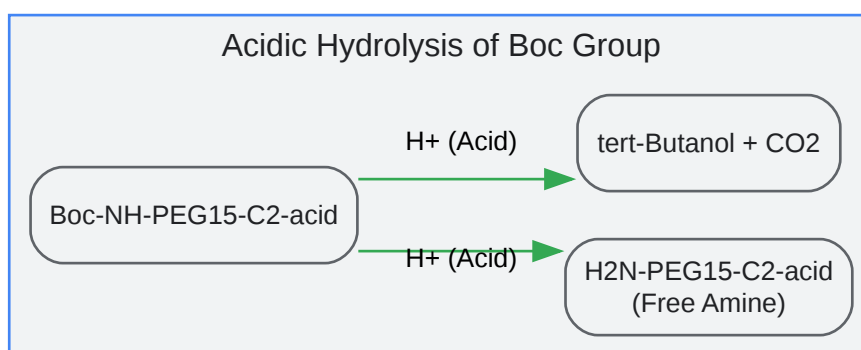 Acidic Hydrolysis of Boc Group
H+ (Acid)
tert-Butanol + CO2
Boc-NH-PEG15-C2-acid
H+ (Acid)
H2N-PEG15-C2-acid
(Free Amine)